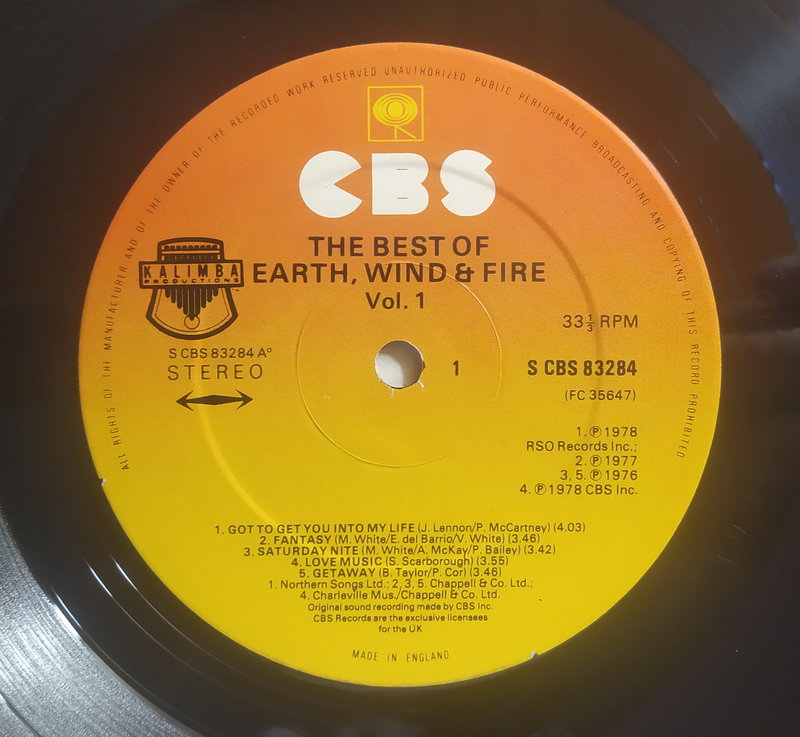 ALL RIGHTS OF THE MANUFACTURER AND OF THE OWNER OF THE RECORDED WORK RESERVED UNAUTHORIZED PUBLIC PERFORMANCE BROADCASTING AND COPYING OF THIS RECORD PROHIBITED
CBS
THE BEST OF
EARTH, WIND & FIRE
Vol. 1
KALIMBA
PRODUCTIONS
TM
33⅓ RPM
S CBS 83284 A°
STEREO
1
S CBS 83284
(FC 35647)
1. ℗ 1978
RSO Records Inc.;
2. ℗ 1977
3, 5. ℗ 1976
4. ℗ 1978 CBS Inc.
1. GOT TO GET YOU INTO MY LIFE (J. Lennon/P. McCartney) (4.03)
2. FANTASY (M. White/E. del Barrio/V. White) (3.46)
3. SATURDAY NITE (M. White/A. McKay/P. Bailey) (3.42)
4. LOVE MUSIC (S. Scarborough) (3.55)
5. GETAWAY (B. Taylor/P. Cor) (3.46)
1. Northern Songs Ltd.; 2, 3, 5. Chappell & Co. Ltd.;
4. Charleville Mus./Chappell & Co. Ltd.
Original sound recording made by CBS Inc.
CBS Records are the exclusive licensees
for the UK
MADE IN ENGLAND